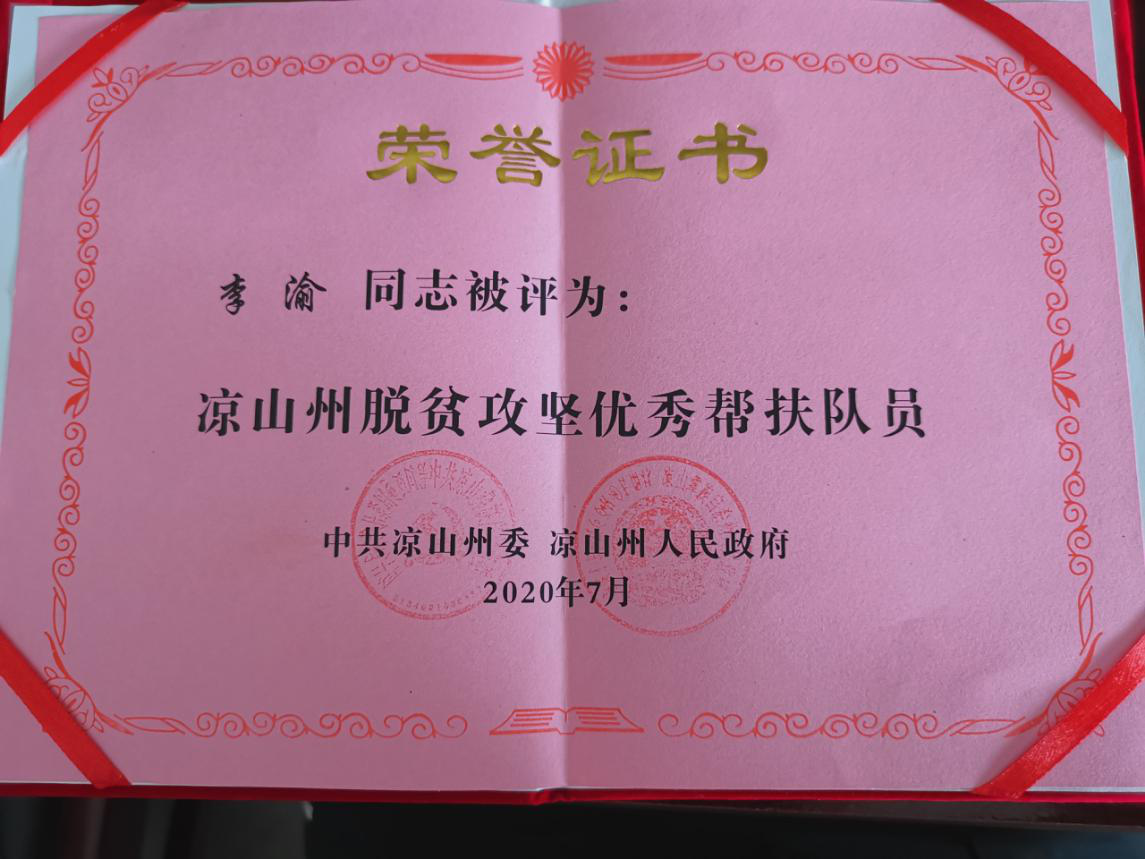 荣誉证书
李 渝 同志被评为：
凉山州脱贫攻坚优秀帮扶队员
中共凉山州委 凉山州人民政府
2020年7月